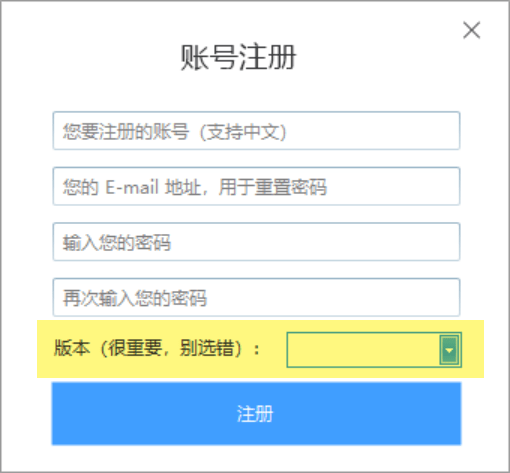 账号注册
您要注册的账号（支持中文）
您的 E-mail 地址，用于重置密码
输入您的密码
再次输入您的密码
版本（很重要，别选错）：
注册